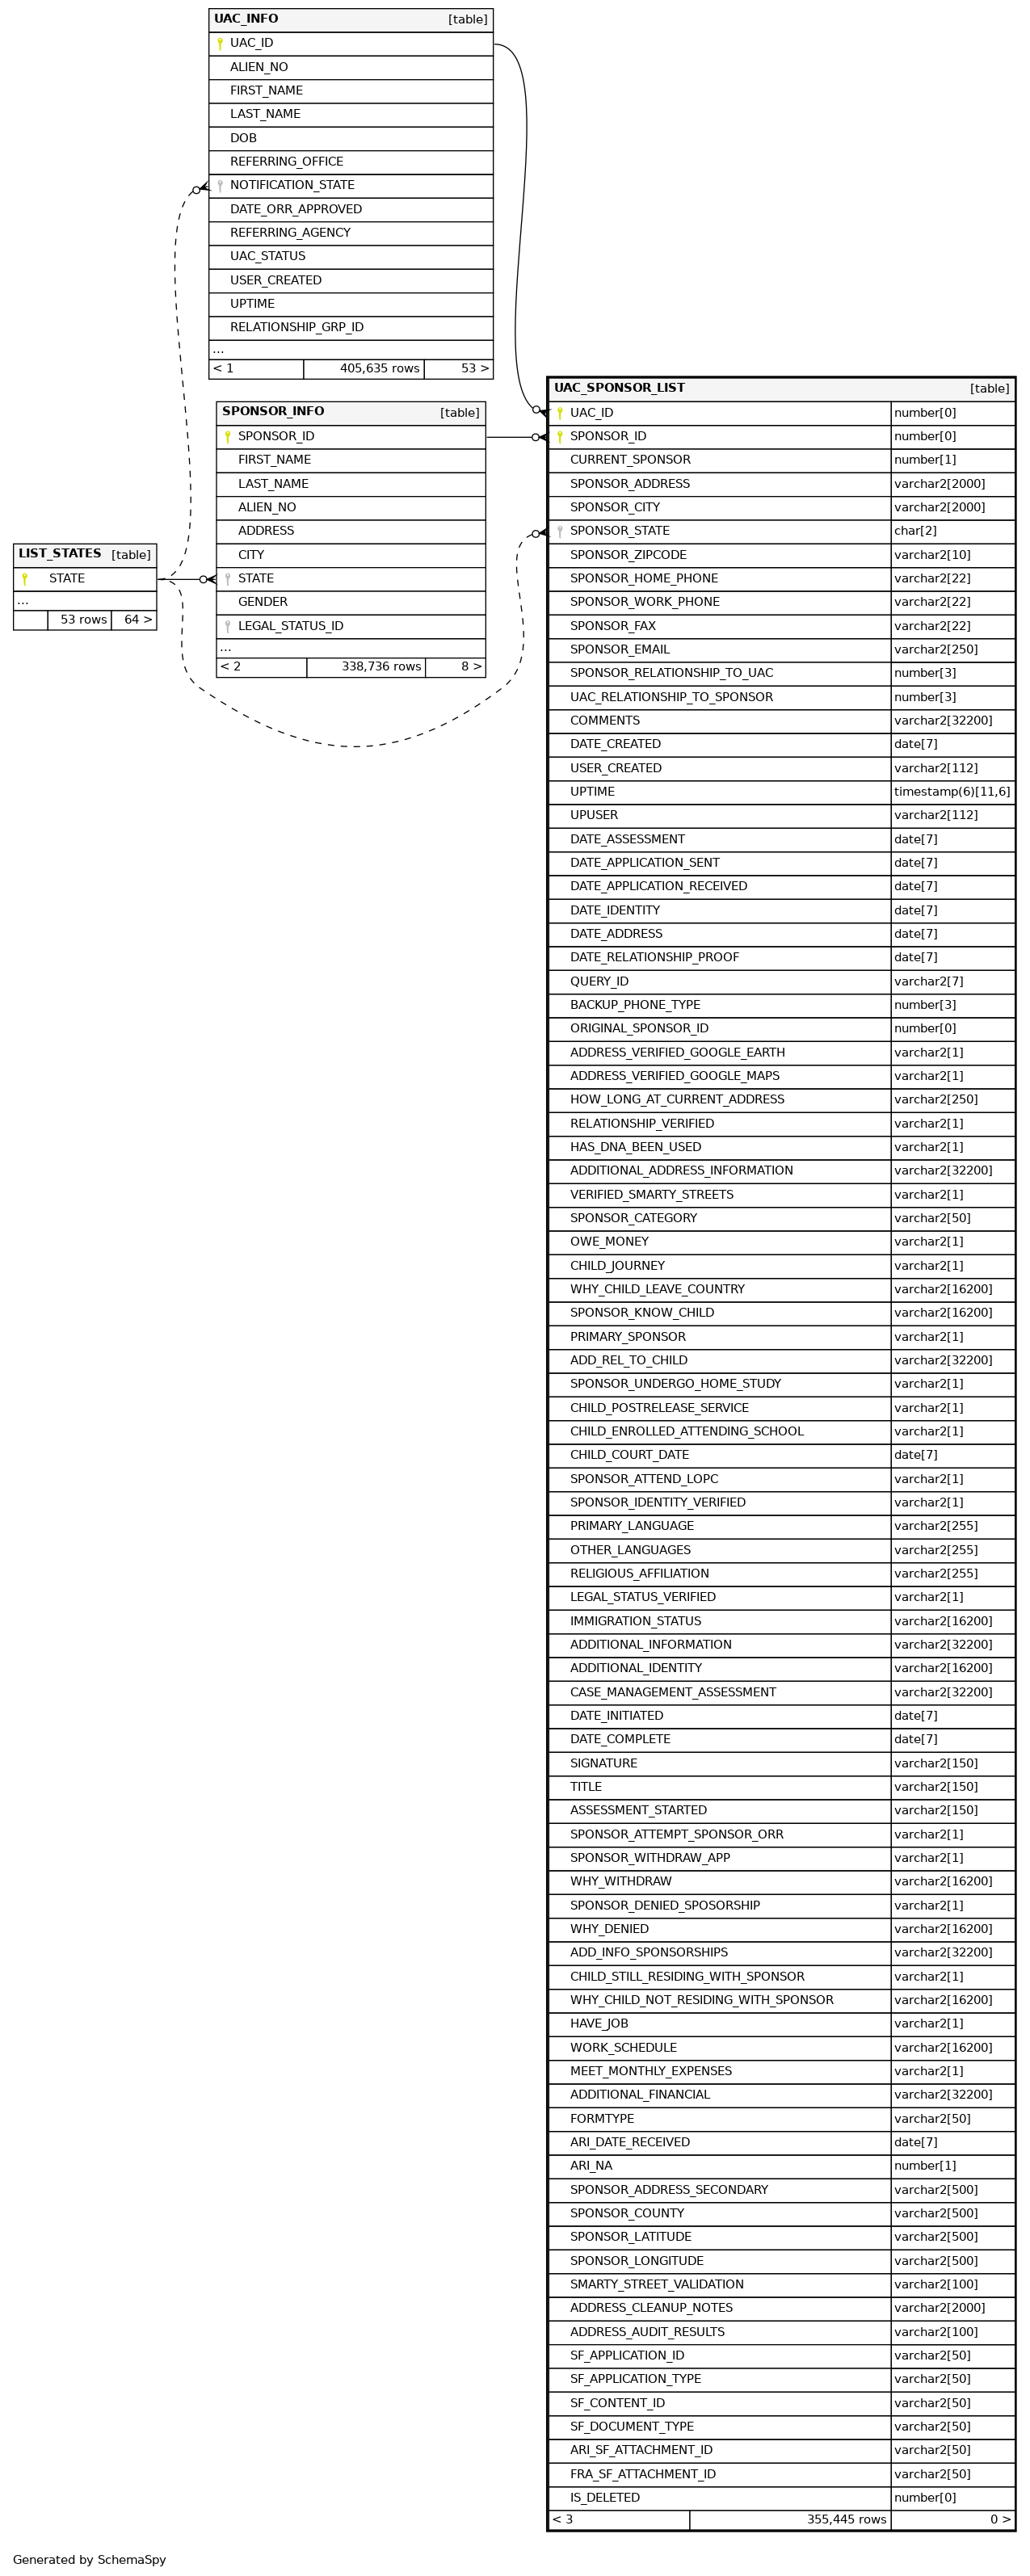 UAC_INFO [table]
UAC_ID
ALIEN_NO
FIRST_NAME
LAST_NAME
DOB
REFERRING_OFFICE
NOTIFICATION_STATE
DATE_ORR_APPROVED
REFERRING_AGENCY
UAC_STATUS
USER_CREATED
UPTIME
RELATIONSHIP_GRP_ID
...
< 1 405,635 rows 53 >
SPONSOR_INFO [table]
SPONSOR_ID
FIRST_NAME
LAST_NAME
ALIEN_NO
ADDRESS
CITY
STATE
GENDER
LEGAL_STATUS_ID
...
< 2 338,736 rows 8 >
LIST_STATES [table]
STATE
...
53 rows 64 >
UAC_SPONSOR_LIST [table]
UAC_ID number[0]
SPONSOR_ID number[0]
CURRENT_SPONSOR number[1]
SPONSOR_ADDRESS varchar2[2000]
SPONSOR_CITY varchar2[2000]
SPONSOR_STATE char[2]
SPONSOR_ZIPCODE varchar2[10]
SPONSOR_HOME_PHONE varchar2[22]
SPONSOR_WORK_PHONE varchar2[22]
SPONSOR_FAX varchar2[22]
SPONSOR_EMAIL varchar2[250]
SPONSOR_RELATIONSHIP_TO_UAC number[3]
UAC_RELATIONSHIP_TO_SPONSOR number[3]
COMMENTS varchar2[32200]
DATE_CREATED date[7]
USER_CREATED varchar2[112]
UPTIME timestamp(6)[11,6]
UPUSER varchar2[112]
DATE_ASSESSMENT date[7]
DATE_APPLICATION_SENT date[7]
DATE_APPLICATION_RECEIVED date[7]
DATE_IDENTITY date[7]
DATE_ADDRESS date[7]
DATE_RELATIONSHIP_PROOF date[7]
QUERY_ID varchar2[7]
BACKUP_PHONE_TYPE number[3]
ORIGINAL_SPONSOR_ID number[0]
ADDRESS_VERIFIED_GOOGLE_EARTH varchar2[1]
ADDRESS_VERIFIED_GOOGLE_MAPS varchar2[1]
HOW_LONG_AT_CURRENT_ADDRESS varchar2[250]
RELATIONSHIP_VERIFIED varchar2[1]
HAS_DNA_BEEN_USED varchar2[1]
ADDITIONAL_ADDRESS_INFORMATION varchar2[32200]
VERIFIED_SMARTY_STREETS varchar2[1]
SPONSOR_CATEGORY varchar2[50]
OWE_MONEY varchar2[1]
CHILD_JOURNEY varchar2[1]
WHY_CHILD_LEAVE_COUNTRY varchar2[16200]
SPONSOR_KNOW_CHILD varchar2[16200]
PRIMARY_SPONSOR varchar2[1]
ADD_REL_TO_CHILD varchar2[32200]
SPONSOR_UNDERGO_HOME_STUDY varchar2[1]
CHILD_POSTRELEASE_SERVICE varchar2[1]
CHILD_ENROLLED_ATTENDING_SCHOOL varchar2[1]
CHILD_COURT_DATE date[7]
SPONSOR_ATTEND_LOPC varchar2[1]
SPONSOR_IDENTITY_VERIFIED varchar2[1]
PRIMARY_LANGUAGE varchar2[255]
OTHER_LANGUAGES varchar2[255]
RELIGIOUS_AFFILIATION varchar2[255]
LEGAL_STATUS_VERIFIED varchar2[1]
IMMIGRATION_STATUS varchar2[16200]
ADDITIONAL_INFORMATION varchar2[32200]
ADDITIONAL_IDENTITY varchar2[16200]
CASE_MANAGEMENT_ASSESSMENT varchar2[32200]
DATE_INITIATED date[7]
DATE_COMPLETE date[7]
SIGNATURE varchar2[150]
TITLE varchar2[150]
ASSESSMENT_STARTED varchar2[150]
SPONSOR_ATTEMPT_SPONSOR_ORR varchar2[1]
SPONSOR_WITHDRAW_APP varchar2[1]
WHY_WITHDRAW varchar2[16200]
SPONSOR_DENIED_SPOSORSHIP varchar2[1]
WHY_DENIED varchar2[16200]
ADD_INFO_SPONSORSHIPS varchar2[32200]
CHILD_STILL_RESIDING_WITH_SPONSOR varchar2[1]
WHY_CHILD_NOT_RESIDING_WITH_SPONSOR varchar2[16200]
HAVE_JOB varchar2[1]
WORK_SCHEDULE varchar2[16200]
MEET_MONTHLY_EXPENSES varchar2[1]
ADDITIONAL_FINANCIAL varchar2[32200]
FORMTYPE varchar2[50]
ARI_DATE_RECEIVED date[7]
ARI_NA number[1]
SPONSOR_ADDRESS_SECONDARY varchar2[500]
SPONSOR_COUNTY varchar2[500]
SPONSOR_LATITUDE varchar2[500]
SPONSOR_LONGITUDE varchar2[500]
SMARTY_STREET_VALIDATION varchar2[100]
ADDRESS_CLEANUP_NOTES varchar2[2000]
ADDRESS_AUDIT_RESULTS varchar2[100]
SF_APPLICATION_ID varchar2[50]
SF_APPLICATION_TYPE varchar2[50]
SF_CONTENT_ID varchar2[50]
SF_DOCUMENT_TYPE varchar2[50]
ARI_SF_ATTACHMENT_ID varchar2[50]
FRA_SF_ATTACHMENT_ID varchar2[50]
IS_DELETED number[0]
< 3 355,445 rows 0 >
Generated by SchemaSpy